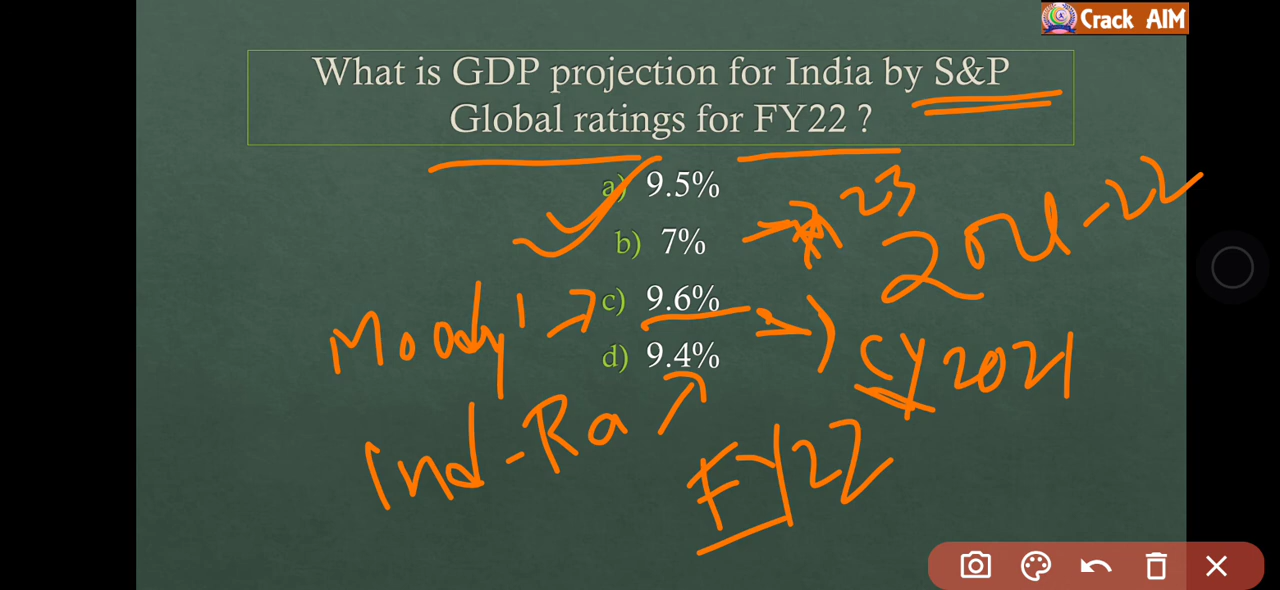 Crack AIM
What is GDP projection for India by S&P
Global ratings for FY22 ?
a) 9.5%
23
2021-22
b) 7%
c) 9.6%
Moody'
d) 9.4%
CY2021
Ind-Ra
FY22